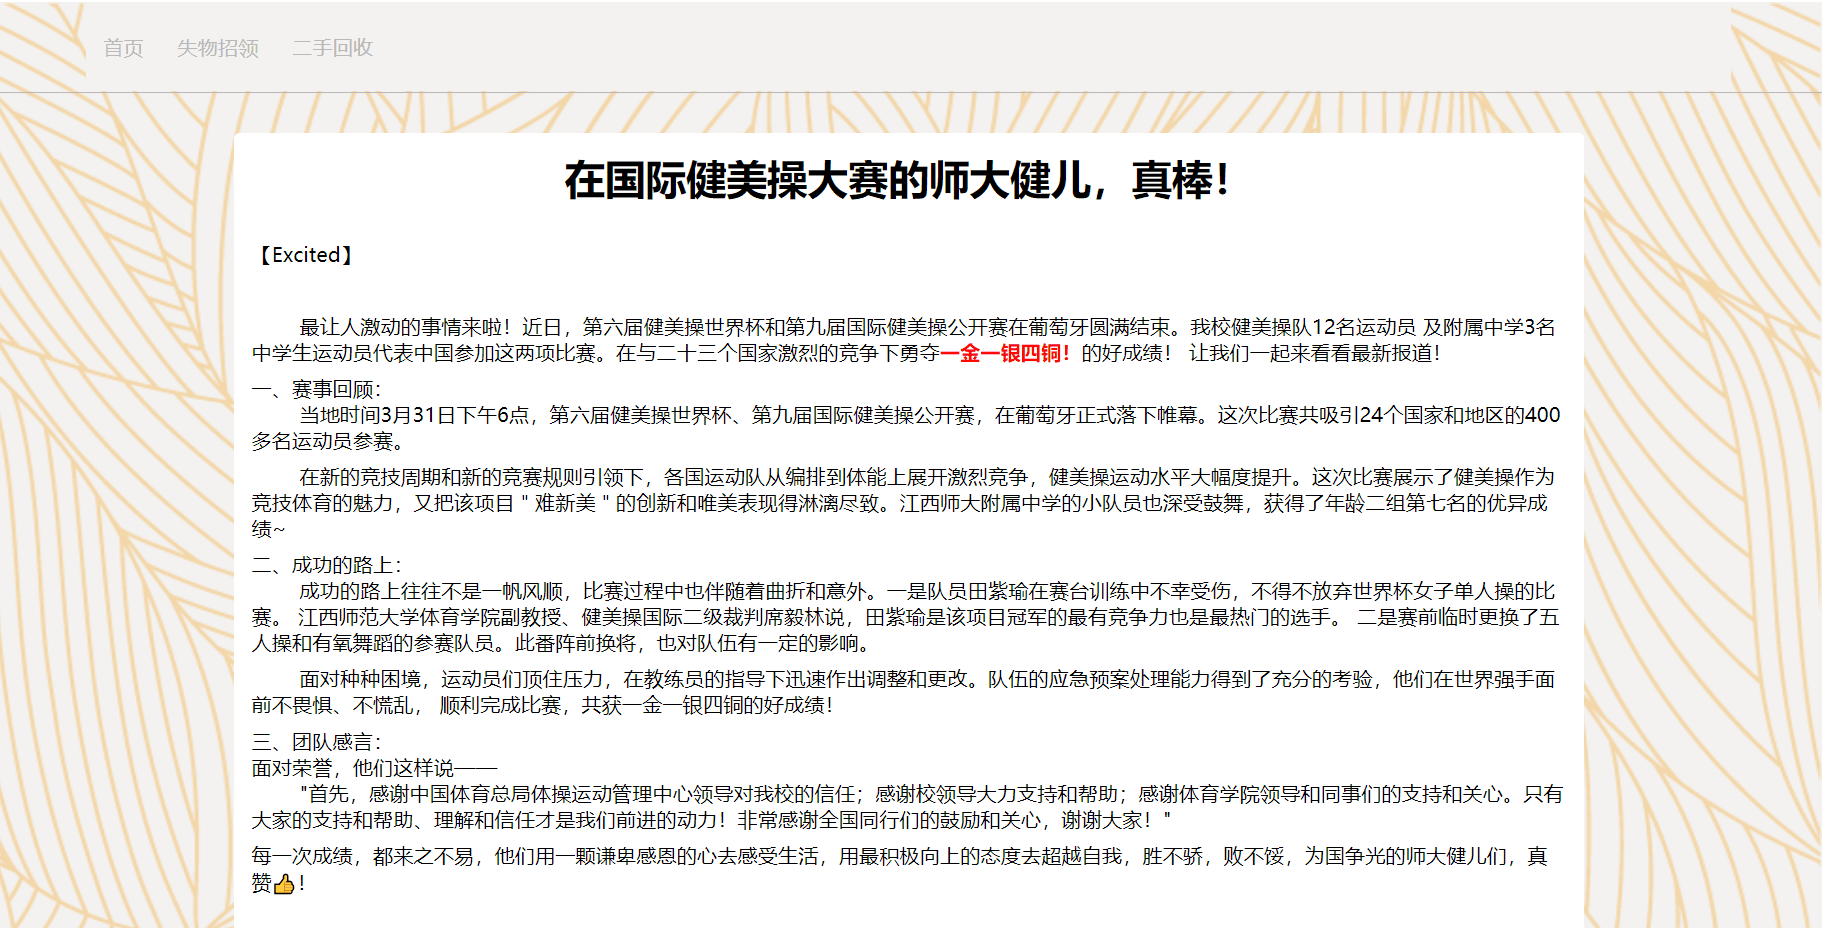 首页 失物招领 二手回收
在国际健美操大赛的师大健儿，真棒！
【Excited】
最让人激动的事情来啦！近日，第六届健美操世界杯和第九届国际健美操公开赛在葡萄牙圆满结束。我校健美操队12名运动员 及附属中学3名
中学生运动员代表中国参加这两项比赛。在与二十三个国家激烈的竞争下勇夺一金一银四铜！的好成绩！ 让我们一起来看看最新报道！
一、赛事回顾：
当地时间3月31日下午6点，第六届健美操世界杯、第九届国际健美操公开赛，在葡萄牙正式落下帷幕。这次比赛共吸引24个国家和地区的400
多名运动员参赛。
在新的竞技周期和新的竞赛规则引领下，各国运动队从编排到体能上展开激烈竞争，健美操运动水平大幅度提升。这次比赛展示了健美操作为
竞技体育的魅力，又把该项目 " 难新美 " 的创新和唯美表现得淋漓尽致。江西师大附属中学的小队员也深受鼓舞，获得了年龄二组第七名的优异成
绩~
二、成功的路上：
成功的路上往往不是一帆风顺，比赛过程中也伴随着曲折和意外。一是队员田紫瑜在赛台训练中不幸受伤，不得不放弃世界杯女子单人操的比
赛。 江西师范大学体育学院副教授、健美操国际二级裁判席毅林说，田紫瑜是该项目冠军的最有竞争力也是最热门的选手。 二是赛前临时更换了五
人操和有氧舞蹈的参赛队员。此番阵前换将，也对队伍有一定的影响。
面对种种困境，运动员们顶住压力，在教练员的指导下迅速作出调整和更改。队伍的应急预案处理能力得到了充分的考验，他们在世界强手面
前不畏惧、不慌乱， 顺利完成比赛，共获一金一银四铜的好成绩！
三、团队感言：
面对荣誉，他们这样说——
"首先，感谢中国体育总局体操运动管理中心领导对我校的信任；感谢校领导大力支持和帮助；感谢体育学院领导和同事们的支持和关心。只有
大家的支持和帮助、理解和信任才是我们前进的动力！非常感谢全国同行们的鼓励和关心，谢谢大家！"
每一次成绩，都来之不易，他们用一颗谦卑感恩的心去感受生活，用最积极向上的态度去超越自我，胜不骄，败不馁，为国争光的师大健儿们，真
赞👍！